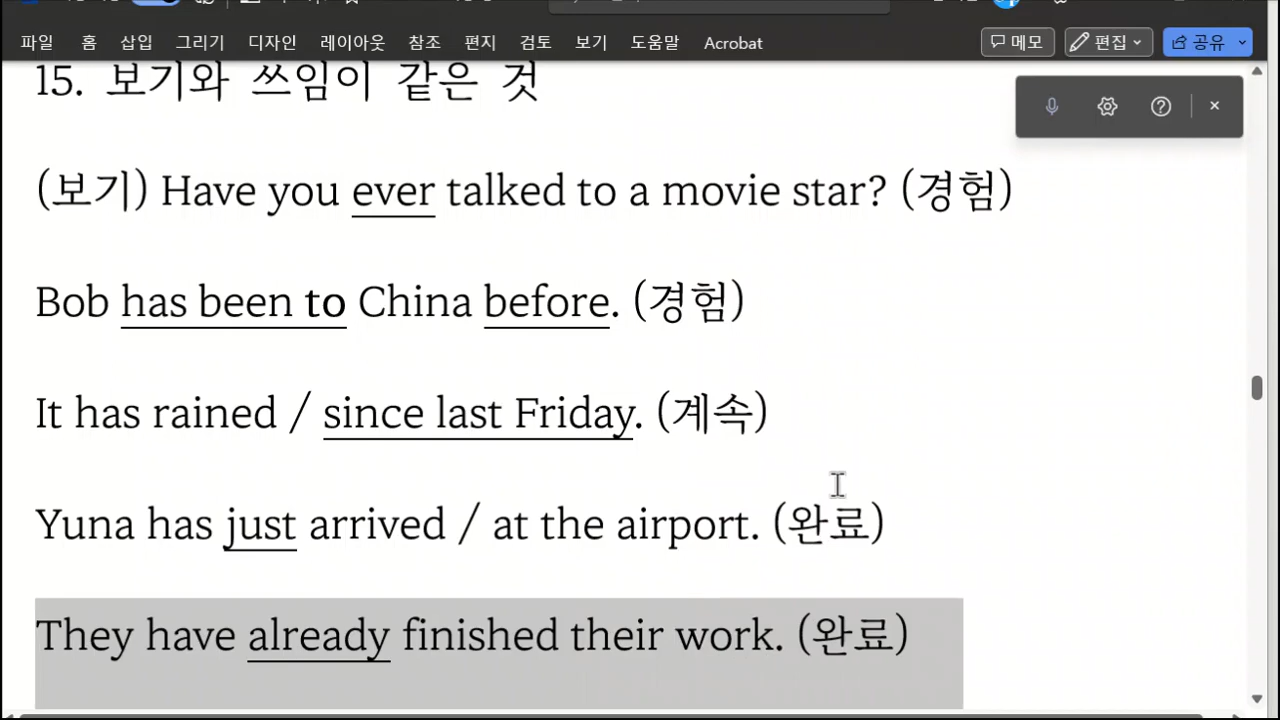 파일 홈 삽입 그리기 디자인 레이아웃 참조 편지 검토 보기 도움말 Acrobat 메모 편집 공유
15. 보기와 쓰임이 같은 것
(보기) Have you ever talked to a movie star? (경험)
Bob has been to China before. (경험)
It has rained / since last Friday. (계속)
Yuna has just arrived / at the airport. (완료)
They have already finished their work. (완료)